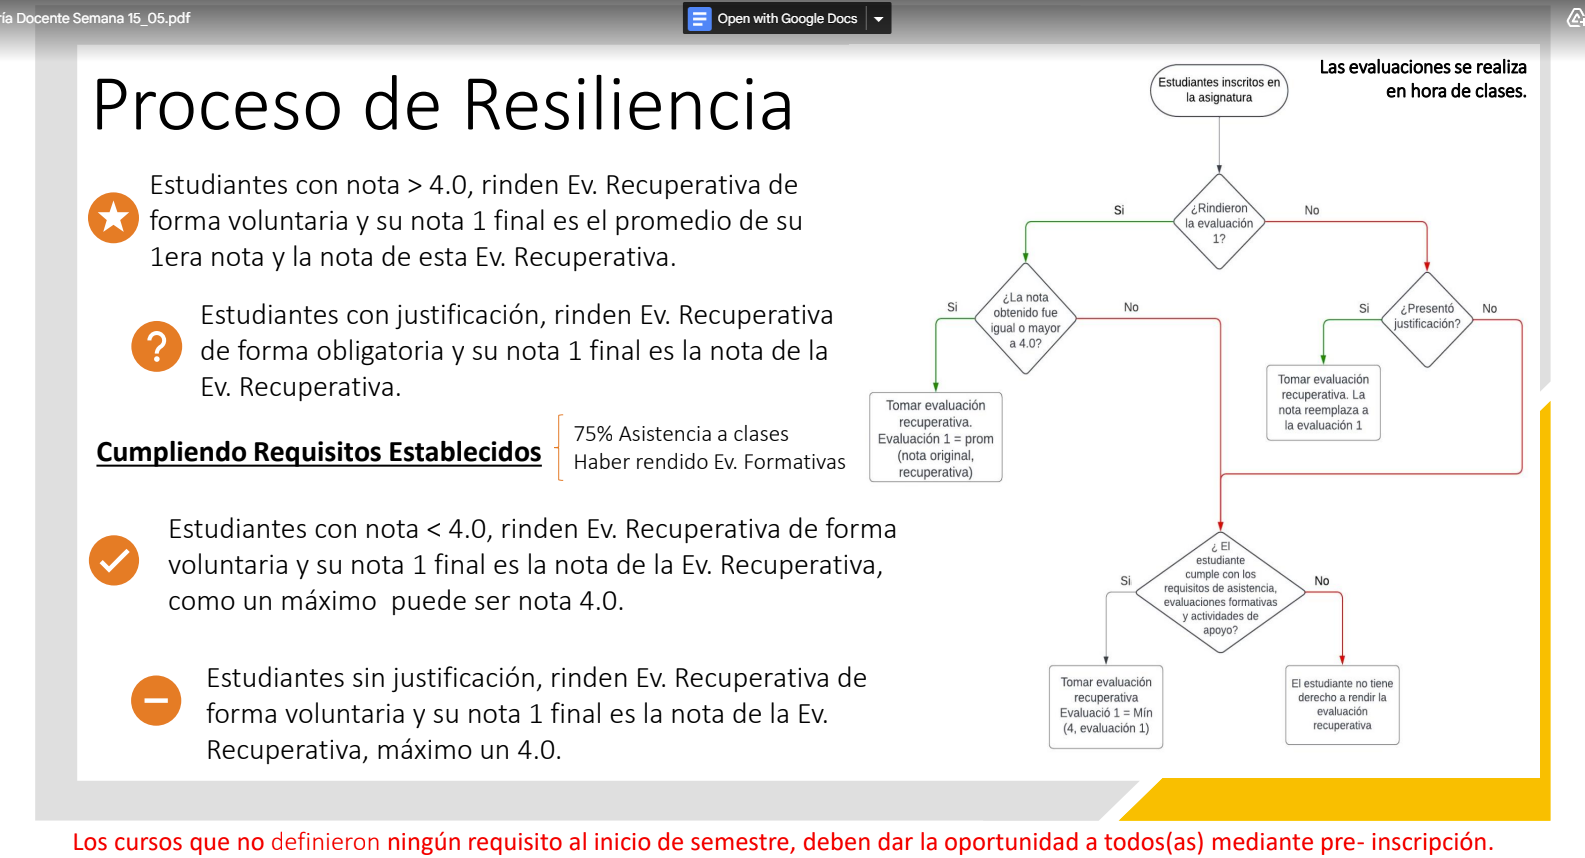 ía Docente Semana 15_05.pdf
Open with Google Docs
Proceso de Resiliencia
Estudiantes con nota > 4.0, rinden Ev. Recuperativa de
forma voluntaria y su nota 1 final es el promedio de su
1era nota y la nota de esta Ev. Recuperativa.
Estudiantes con justificación, rinden Ev. Recuperativa
de forma obligatoria y su nota 1 final es la nota de la
Ev. Recuperativa.
Cumpliendo Requisitos Establecidos
75% Asistencia a clases
Haber rendido Ev. Formativas
Estudiantes con nota < 4.0, rinden Ev. Recuperativa de forma
voluntaria y su nota 1 final es la nota de la Ev. Recuperativa,
como un máximo puede ser nota 4.0.
Estudiantes sin justificación, rinden Ev. Recuperativa de
forma voluntaria y su nota 1 final es la nota de la Ev.
Recuperativa, máximo un 4.0.
Las evaluaciones se realiza
en hora de clases.
Estudiantes inscritos en
la asignatura
¿Rindieron
la evaluación
1?
Si
No
¿La nota
obtenido fue
igual o mayor
a 4.0?
Si
No
¿Presentó
justificación?
Si
No
Tomar evaluación
recuperativa.
Evaluación 1 = prom
(nota original,
recuperativa)
Tomar evaluación
recuperativa. La
nota reemplaza a
la evaluación 1
¿ El
estudiante
cumple con los
requisitos de asistencia,
evaluaciones formativas
y actividades de
apoyo?
Si
No
Tomar evaluación
recuperativa
Evaluació 1 = Mín
(4, evaluación 1)
El estudiante no tiene
derecho a rendir la
evaluación
recuperativa
Los cursos que no definieron ningún requisito al inicio de semestre, deben dar la oportunidad a todos(as) mediante pre- inscripción.